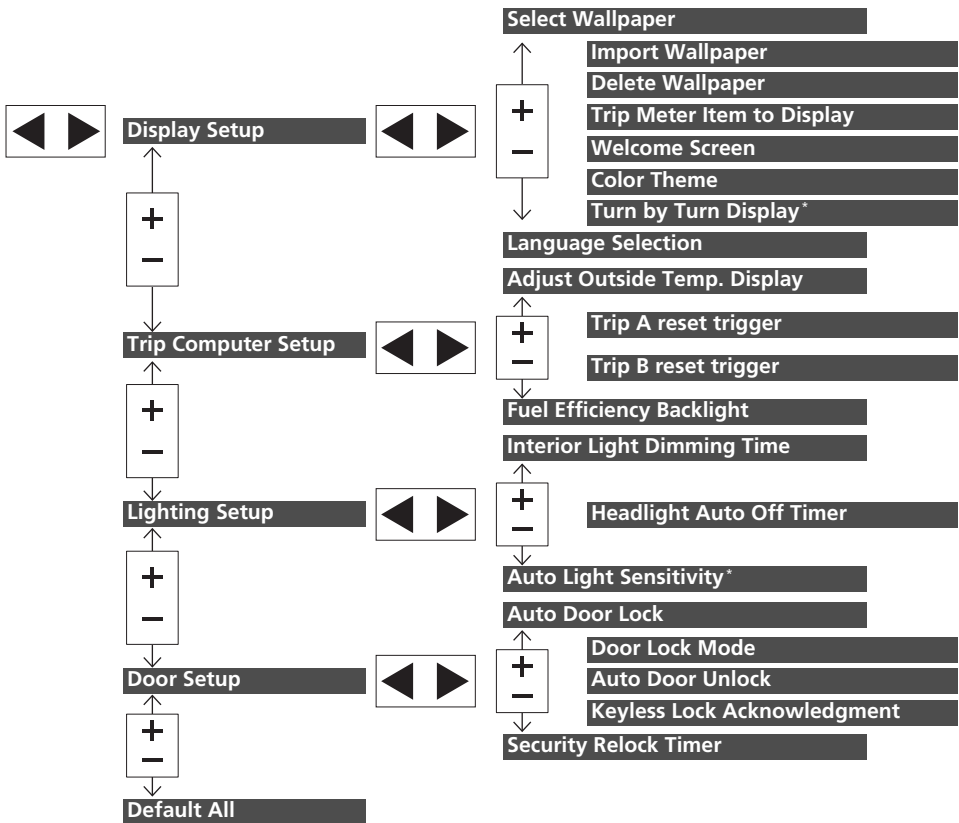 Select Wallpaper
Import Wallpaper
Delete Wallpaper
Trip Meter Item to Display
Display Setup
+
Welcome Screen
−
Color Theme
Turn by Turn Display*
+
Language Selection
−
Adjust Outside Temp. Display
Trip A reset trigger
Trip Computer Setup
+
−
Trip B reset trigger
+
Fuel Efficiency Backlight
−
Interior Light Dimming Time
Lighting Setup
+
−
Headlight Auto Off Timer
+
Auto Light Sensitivity*
−
Auto Door Lock
Door Lock Mode
Door Setup
+
−
Auto Door Unlock
Keyless Lock Acknowledgment
+
−
Security Relock Timer
Default All